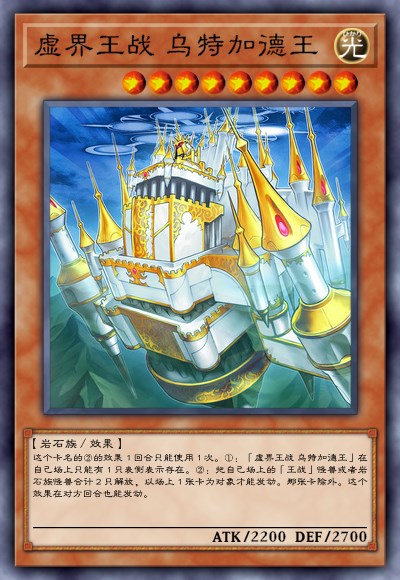 虚界王战 乌特加德王
光
ひかり
【岩石族／效果】
这个卡名的②的效果１回合只能使用１次。①：「虚界王战 乌特加德王」在
自己场上只能有１只表侧表示存在。②：把自己场上的「王战」怪兽或者岩
石族怪兽合计２只解放，以场上１张卡为对象才能发动。那张卡除外。这个
效果在对方回合也能发动。
ATK/2200 DEF/2700